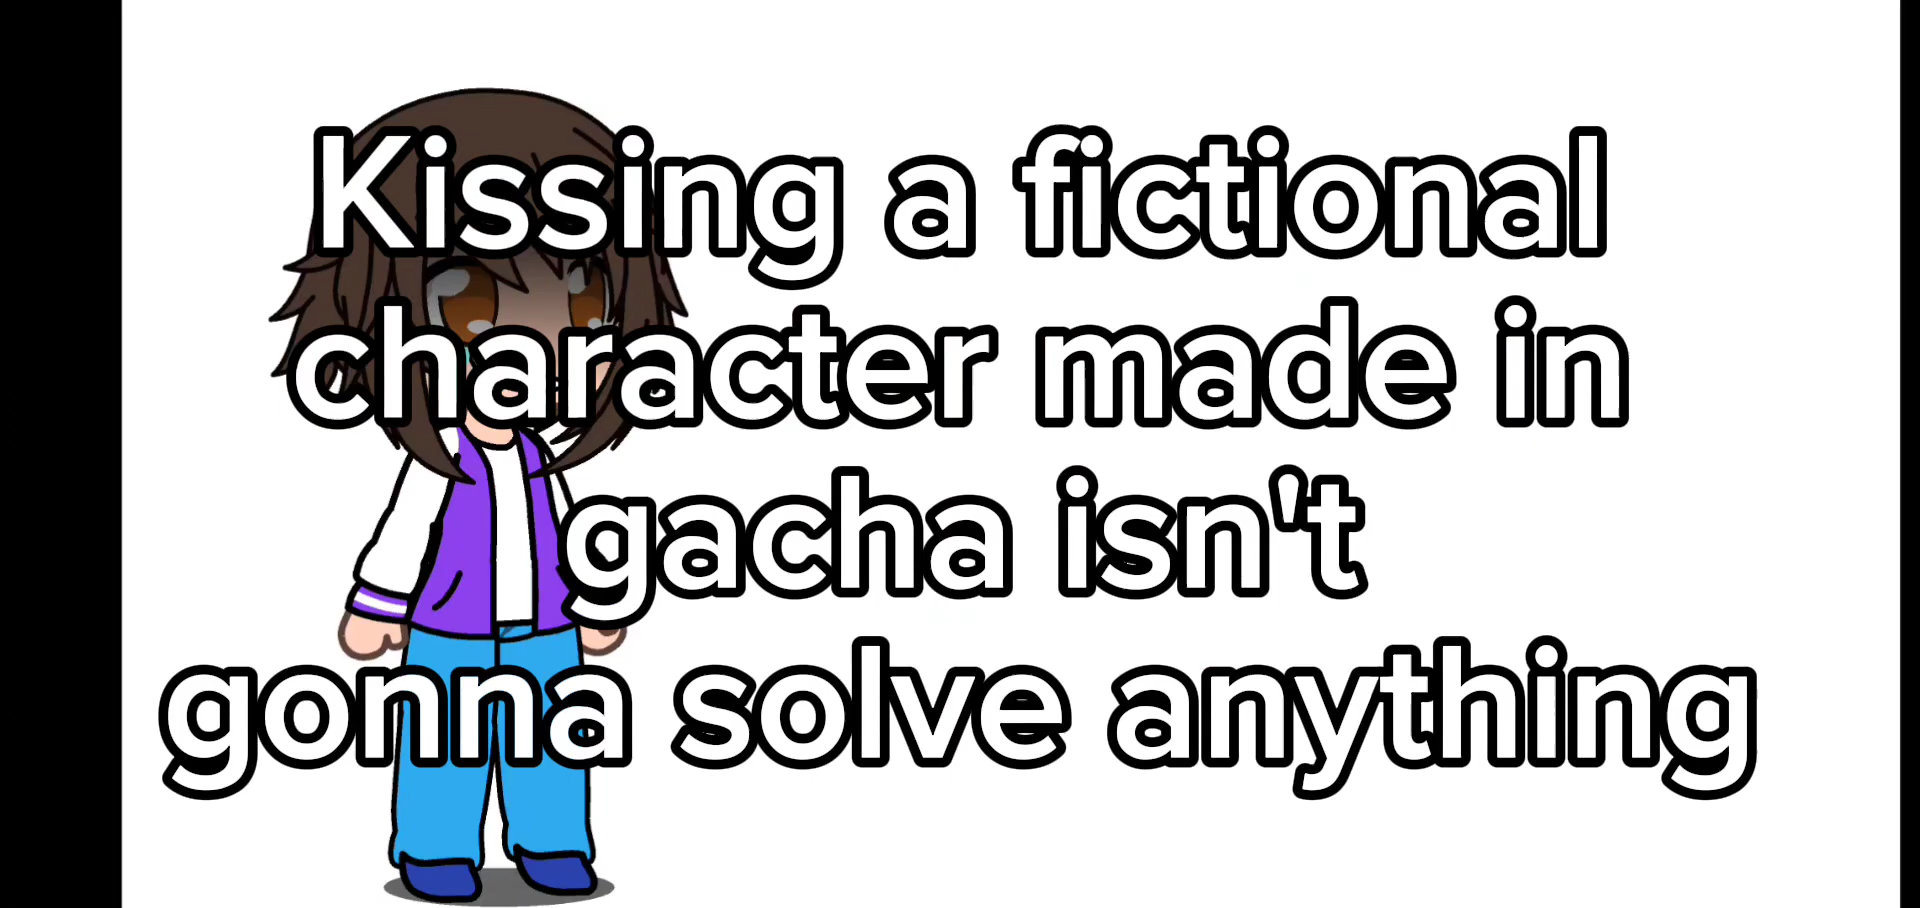 Kissing a fictional
character made in
gacha isn't
gonna solve anything